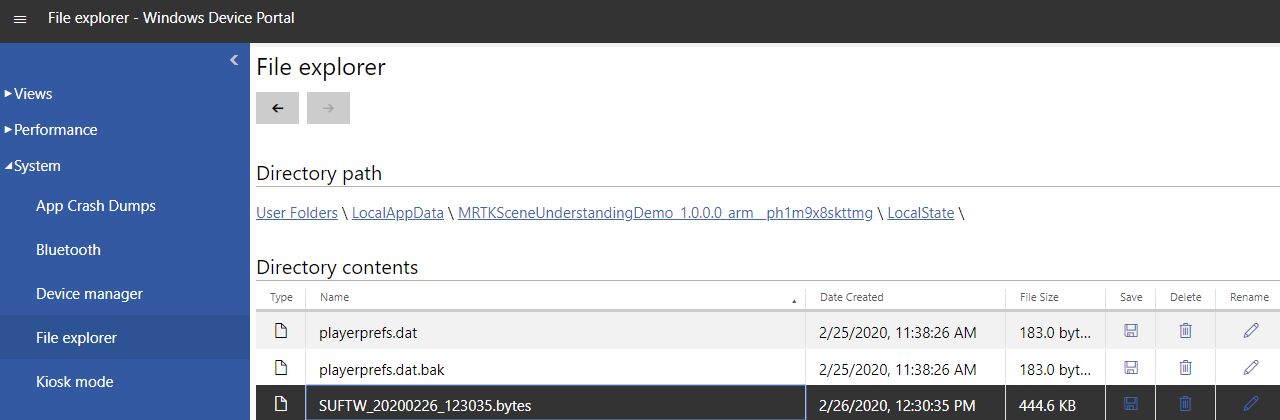 File explorer - Windows Device Portal
Views
Performance
System
App Crash Dumps
Bluetooth
Device manager
File explorer
Kiosk mode
File explorer
Directory path
User Folders \ LocalAppData \ MRTKSceneUnderstandingDemo_1.0.0.0_arm__ph1m9x8skttmg \ LocalState \
Directory contents
Type Name Date Created File Size Save Delete Rename
playerprefs.dat 2/25/2020, 11:38:26 AM 183.0 byt...
playerprefs.dat.bak 2/25/2020, 11:38:26 AM 183.0 byt...
SUFTW_20200226_123035.bytes 2/26/2020, 12:30:35 PM 444.6 KB